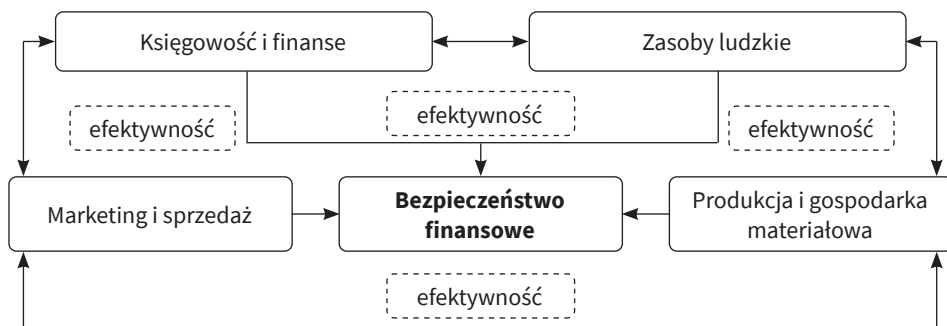 Księgowość i finanse
Zasoby ludzkie
efektywność
efektywność
efektywność
Marketing i sprzedaż
Bezpieczeństwo
finansowe
Produkcja i gospodarka
materiałowa
efektywność